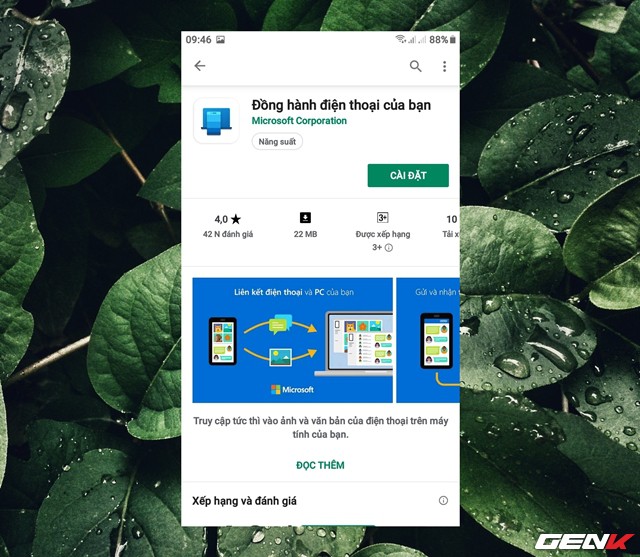 09:46
88%
Đồng hành điện thoại của bạn
Microsoft Corporation
Năng suất
CÀI ĐẶT
4,0
42 N đánh giá
22 MB
3+
Được xếp hạng
3+
10
Tải x
Liên kết điện thoại và PC của bạn
Microsoft
Gửi và nhận t
Truy cập tức thì vào ảnh và văn bản của điện thoại trên máy
tính của bạn.
ĐỌC THÊM
Xếp hạng và đánh giá
GENK